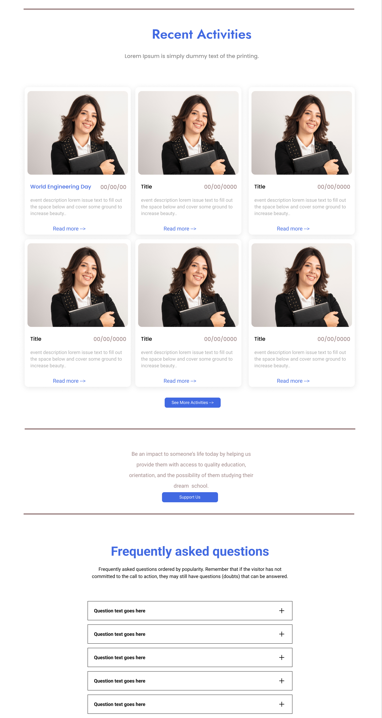 Recent Activities
Lorem Ipsum is simply dummy text of the printing.
World Engineering Day 00/00/00
event description lorem issue text to fill out
the space below and cover some ground to
increase beauty..
Read more
Title 00/00/0000
event description lorem issue text to fill out
the space below and cover some ground to
increase beauty..
Read more
Title 00/00/0000
event description lorem issue text to fill out
the space below and cover some ground to
increase beauty..
Read more
Title 00/00/0000
event description lorem issue text to fill out
the space below and cover some ground to
increase beauty..
Read more
Title 00/00/0000
event description lorem issue text to fill out
the space below and cover some ground to
increase beauty..
Read more
Title 00/00/0000
event description lorem issue text to fill out
the space below and cover some ground to
increase beauty..
Read more
See More Activities
Be an impact to someone's life today by helping us
provide them with access to quality education,
orientation, and the possibility of them studying their
dream school
Support Us
Frequently asked questions
Frequently asked questions ordered by popularity. Remember that if the visitor has not
committed to the call to action, they may still have questions (doubts) that can be answered.
Question text goes here
Question text goes here
Question text goes here
Question text goes here
Question text goes here